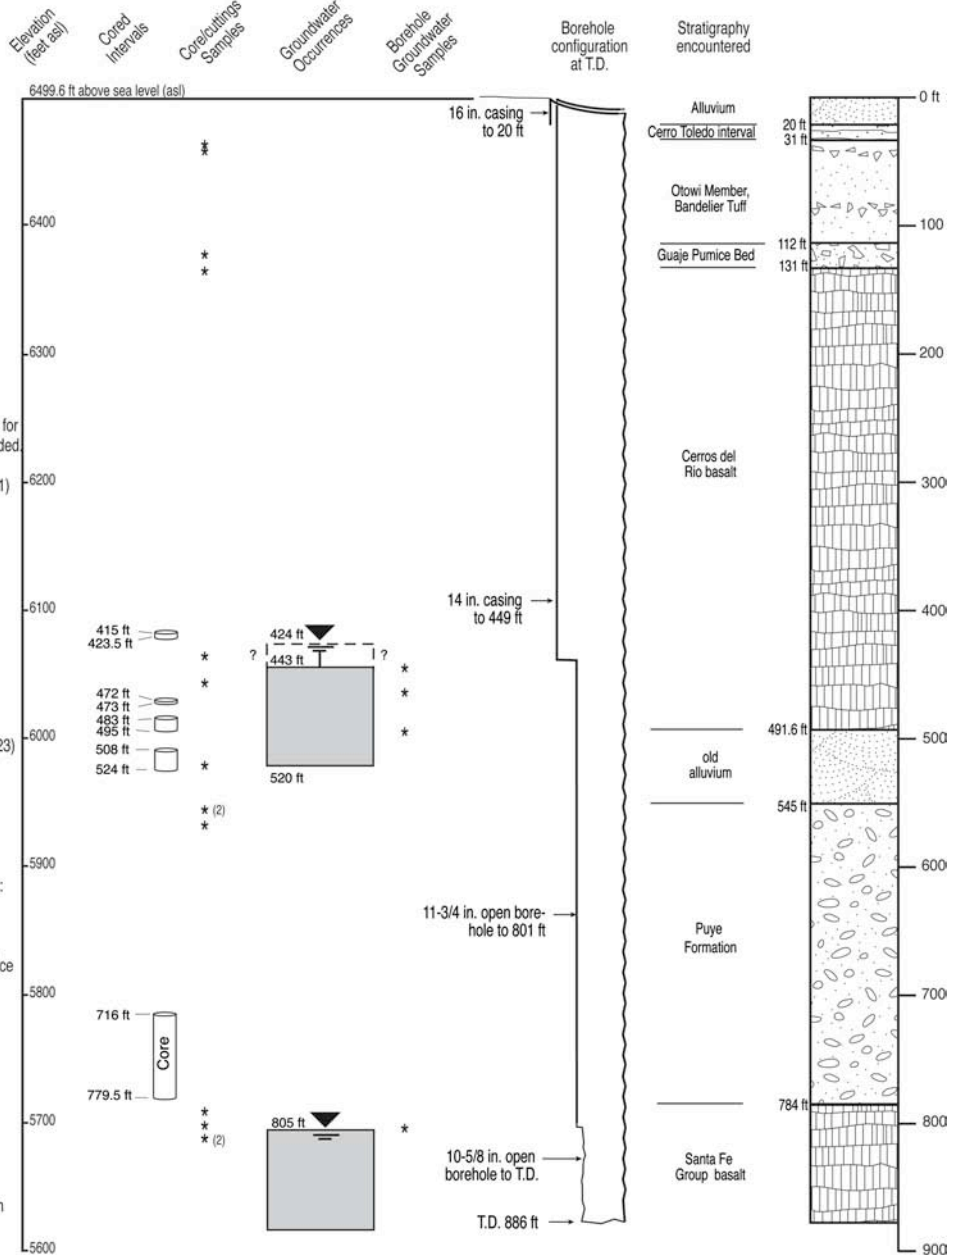 Elevation
(feet asl)
Cored
Intervals
Core/cuttings
Samples
Groundwater
Occurrences
Borehole
Groundwater
Samples
Borehole
configuration
at T.D.
Stratigraphy
encountered
6499.6 ft above sea level (asl)
6400
6300
6200
6100
6000
5900
5800
5700
5600
for
ded.
1)
23)
:
ce
n
415 ft
423.5 ft
472 ft
473 ft
483 ft
495 ft
508 ft
524 ft
716 ft
Core
779.5 ft
*
*
*
*
*
*
*
* (2)
*
*
*
* (2)
424 ft
? ?
443 ft
520 ft
805 ft
*
*
*
*
16 in. casing
to 20 ft
14 in. casing
to 449 ft
11-3/4 in. open bore-
hole to 801 ft
10-5/8 in. open
borehole to T.D.
T.D. 886 ft
Alluvium
Cerro Toledo interval
Otowi Member,
Bandelier Tuff
Guaje Pumice Bed
Cerros del
Rio basalt
old
alluvium
Puye
Formation
Santa Fe
Group basalt
20 ft
31 ft
112 ft
131 ft
491.6 ft
545 ft
784 ft
0 ft
100
200
300
400
500
600
700
800
900